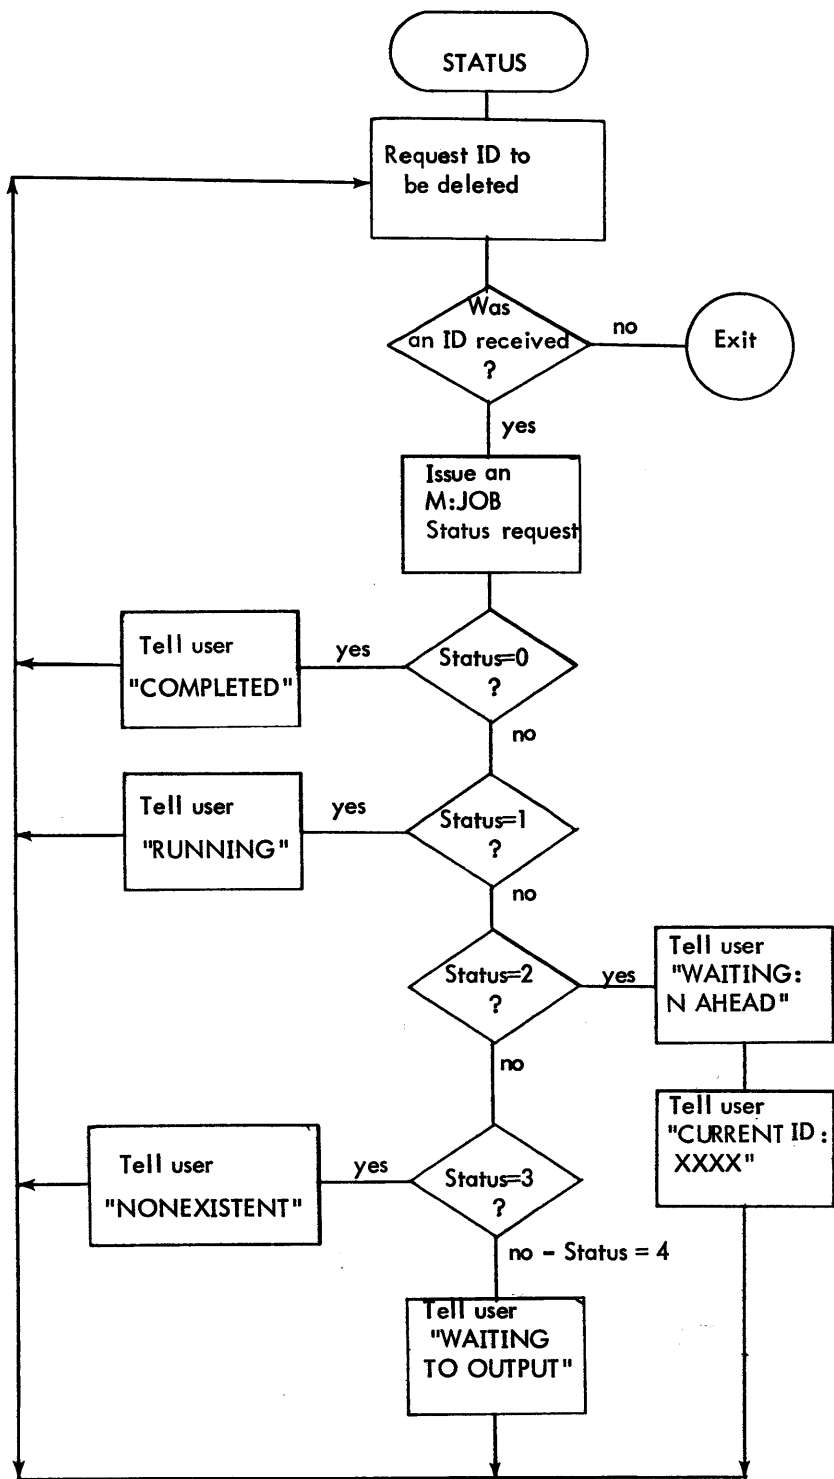 STATUS
Request ID to
be deleted
Was
an ID received
?
no
Exit
yes
Issue an
M:JOB
Status request
Status=0
?
yes
Tell user
"COMPLETED"
no
Status=1
?
yes
Tell user
"RUNNING"
no
Status=2
?
yes
Tell user
"WAITING:
N AHEAD"
no
Tell user
"CURRENT ID:
XXXX"
Status=3
?
yes
Tell user
"NONEXISTENT"
no - Status = 4
Tell user
"WAITING
TO OUTPUT"